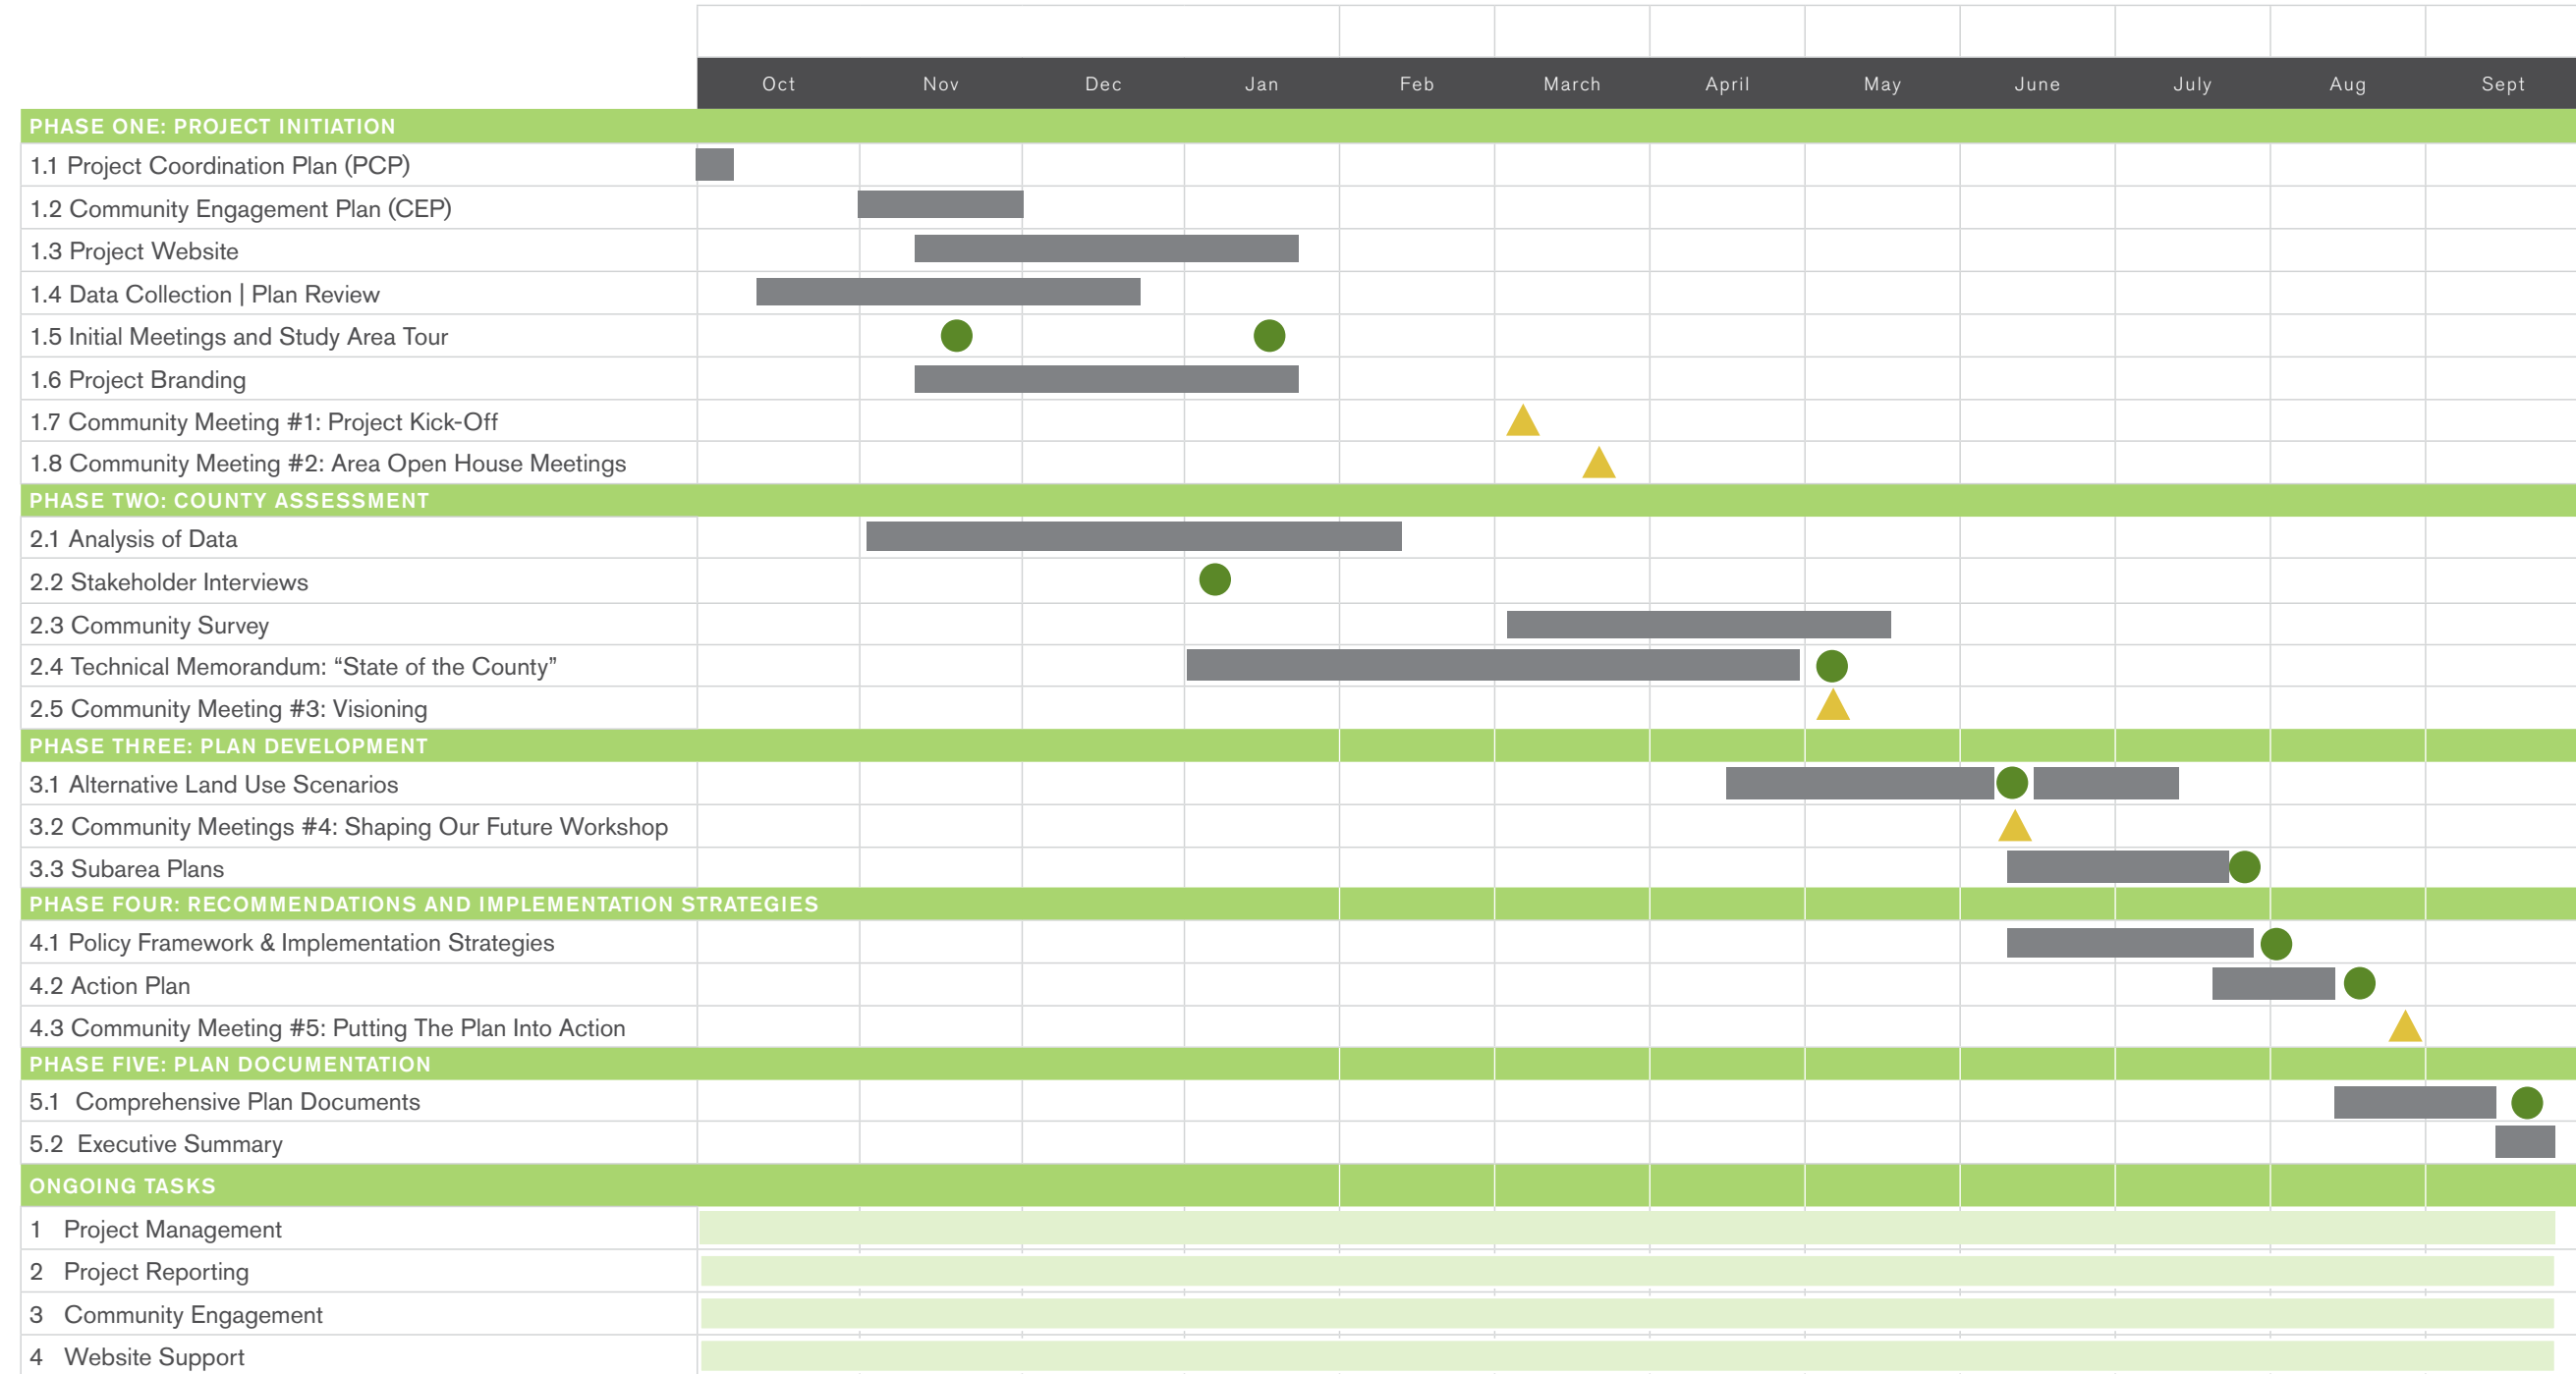 Oct Nov Dec Jan Feb March April May June July Aug Sept
PHASE ONE: PROJECT INITIATION
1.1 Project Coordination Plan (PCP)
1.2 Community Engagement Plan (CEP)
1.3 Project Website
1.4 Data Collection | Plan Review
1.5 Initial Meetings and Study Area Tour
1.6 Project Branding
1.7 Community Meeting #1: Project Kick-Off
1.8 Community Meeting #2: Area Open House Meetings
PHASE TWO: COUNTY ASSESSMENT
2.1 Analysis of Data
2.2 Stakeholder Interviews
2.3 Community Survey
2.4 Technical Memorandum: “State of the County”
2.5 Community Meeting #3: Visioning
PHASE THREE: PLAN DEVELOPMENT
3.1 Alternative Land Use Scenarios
3.2 Community Meetings #4: Shaping Our Future Workshop
3.3 Subarea Plans
PHASE FOUR: RECOMMENDATIONS AND IMPLEMENTATION STRATEGIES
4.1 Policy Framework & Implementation Strategies
4.2 Action Plan
4.3 Community Meeting #5: Putting The Plan Into Action
PHASE FIVE: PLAN DOCUMENTATION
5.1 Comprehensive Plan Documents
5.2 Executive Summary
ONGOING TASKS
1 Project Management
2 Project Reporting
3 Community Engagement
4 Website Support